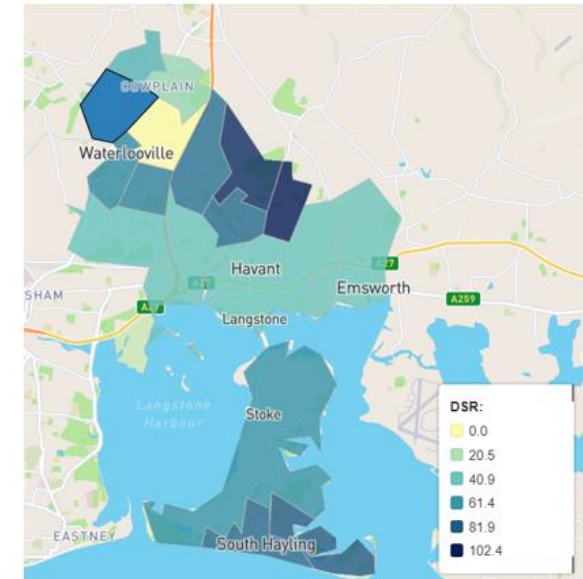 COWPLAIN
Waterlooville
Havant
A27
A27
A27
Emsworth
A259
SHAM
Langstone
Langstone
Harbour
Stoke
EASTNEY
South Hayling
DSR:
0.0
20.5
40.9
61.4
81.9
102.4